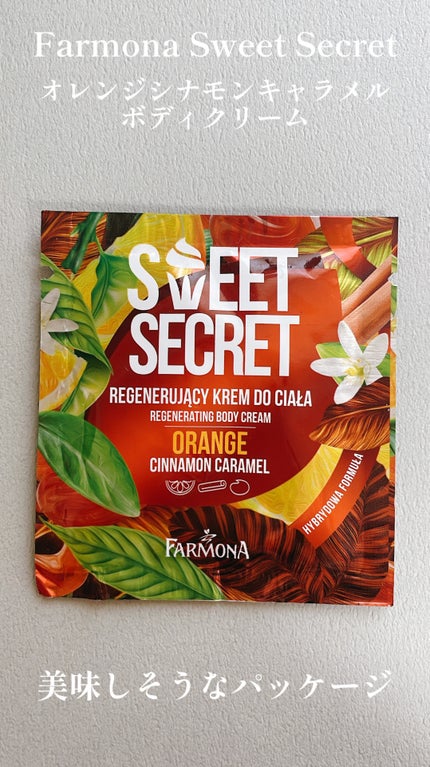 Farmona Sweet Secret
オレンジシナモンキャラメル
ボディクリーム
SWEET
SECRET
REGENERUJĄCY KREM DO CIAŁA
REGENERATING BODY CREAM
ORANGE
CINNAMON CARAMEL
HYBRYDOWA FORMUŁA
FARMONA
美味しそうなパッケージ